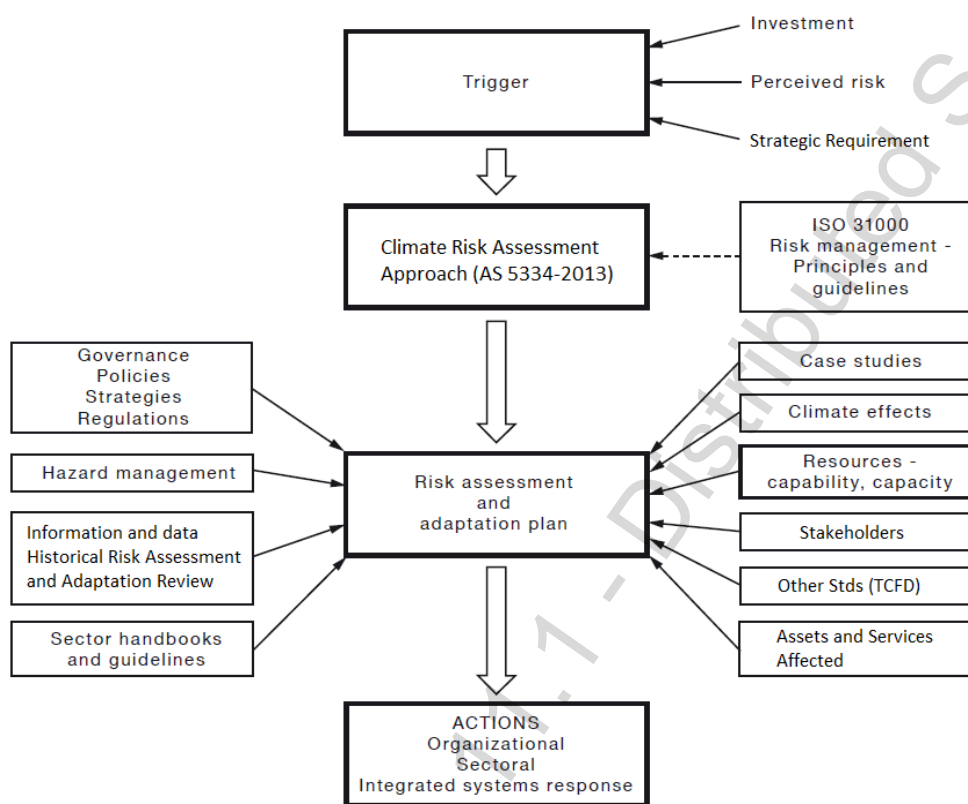 Trigger
Investment
Perceived risk
Strategic Requirement
Climate Risk Assessment
Approach (AS 5334-2013)
ISO 31000
Risk management -
Principles and
guidelines
Governance
Policies
Strategies
Regulations
Hazard management
Information and data
Historical Risk Assessment
and Adaptation Review
Sector handbooks
and guidelines
Risk assessment
and
adaptation plan
Case studies
Climate effects
Resources -
capability, capacity
Stakeholders
Other Stds (TCFD)
Assets and Services
Affected
ACTIONS
Organizational
Sectoral
Integrated systems response
11.1 - Distributed S